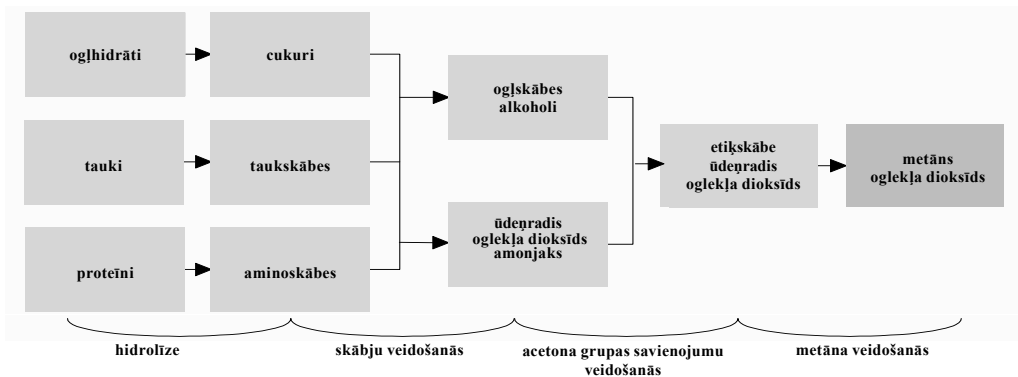 ogļhidrāti
cukuri
ogļskābes
alkoholi
tauki
taukskābes
etiķskābe
ūdeņradis
oglekļa dioksīds
metāns
oglekļa dioksīds
ūdeņradis
oglekļa dioksīds
amonjaks
proteīni
aminoskābes
hidrolīze
skābju veidošanās
acetona grupas savienojumu
veidošanās
metāna veidošanās